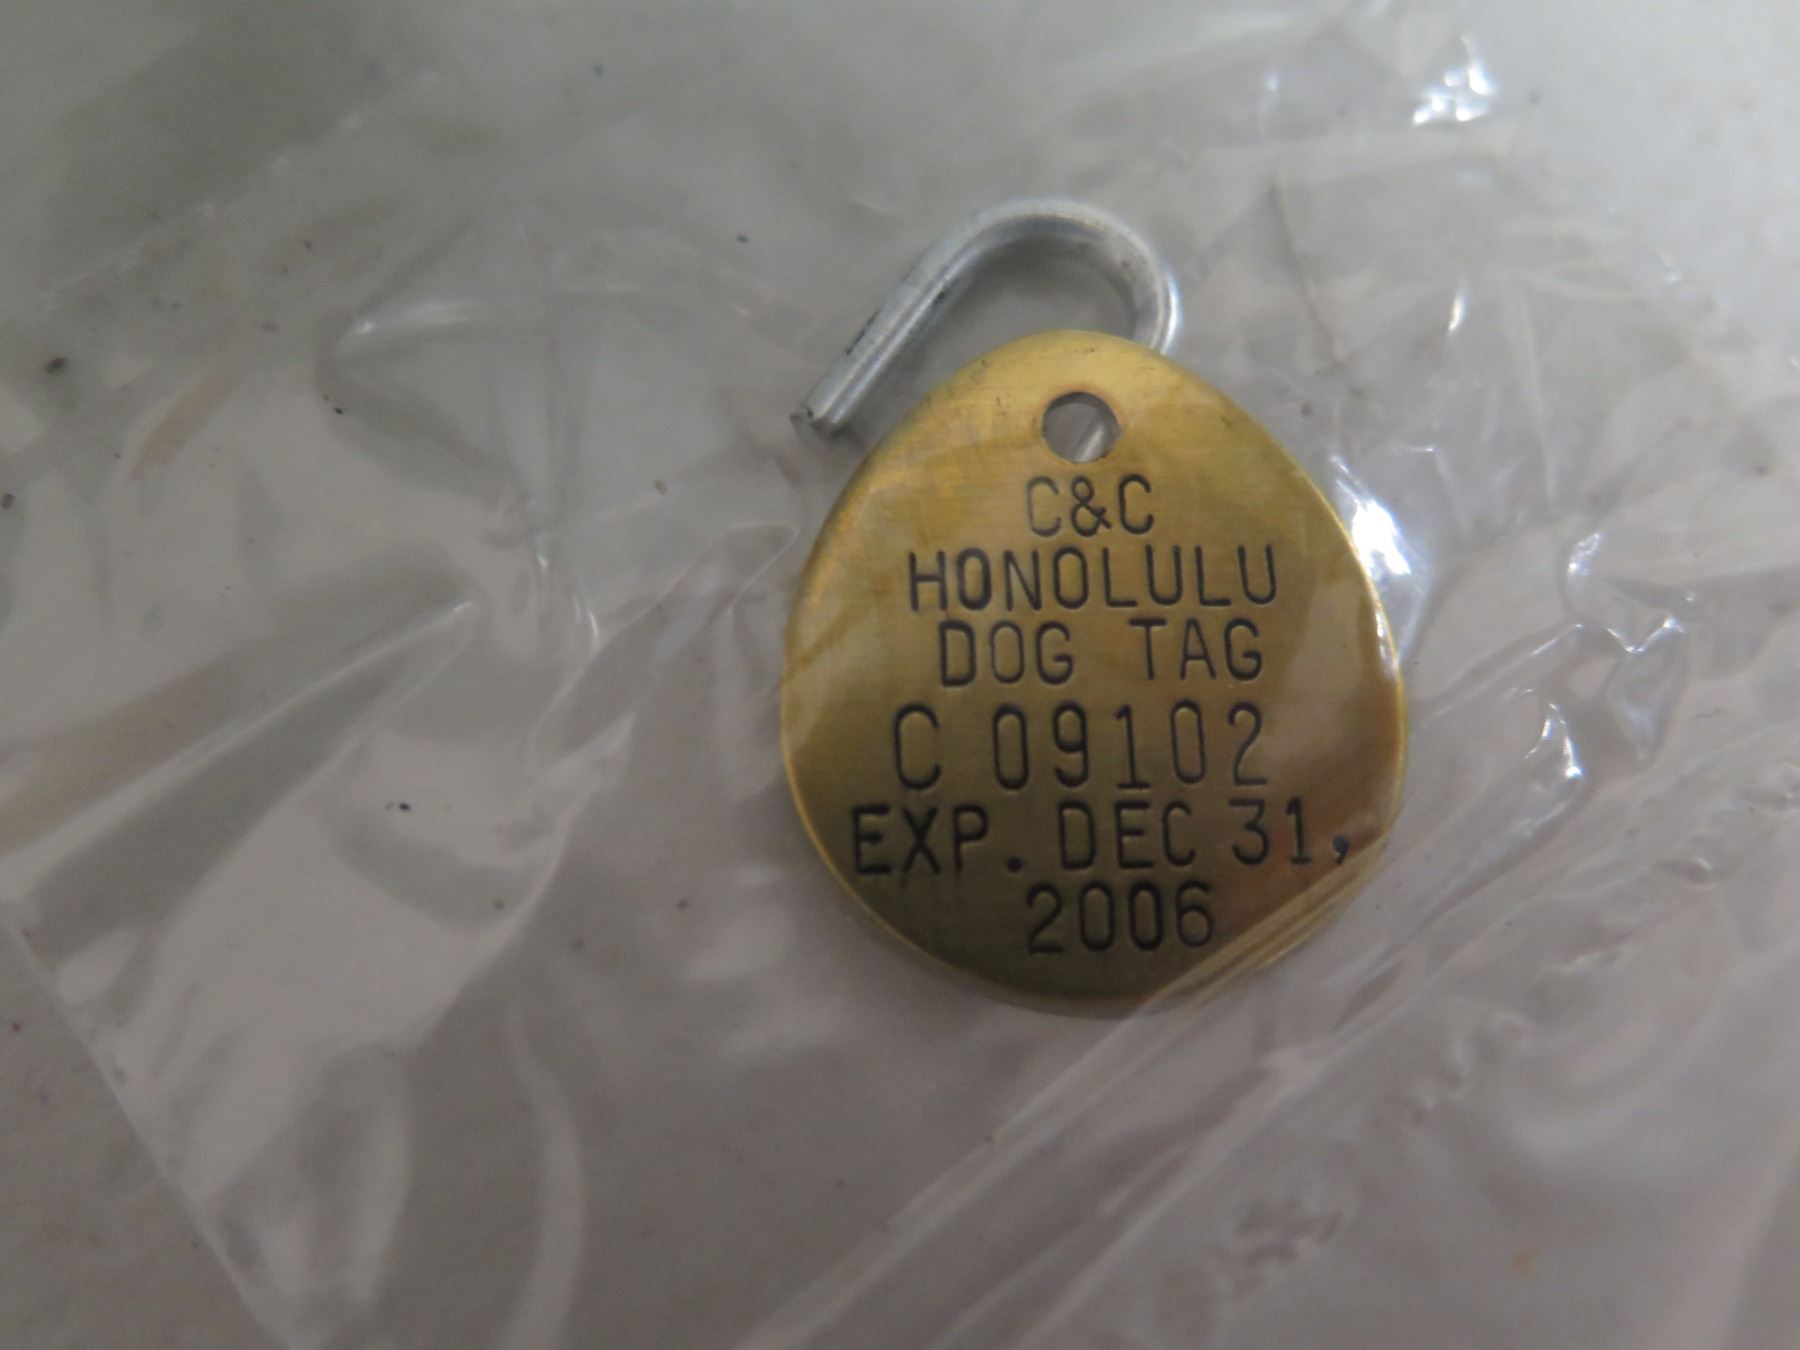 C&C
HONOLULU
DOG TAG
C 09102
EXP. DEC 31,
2006